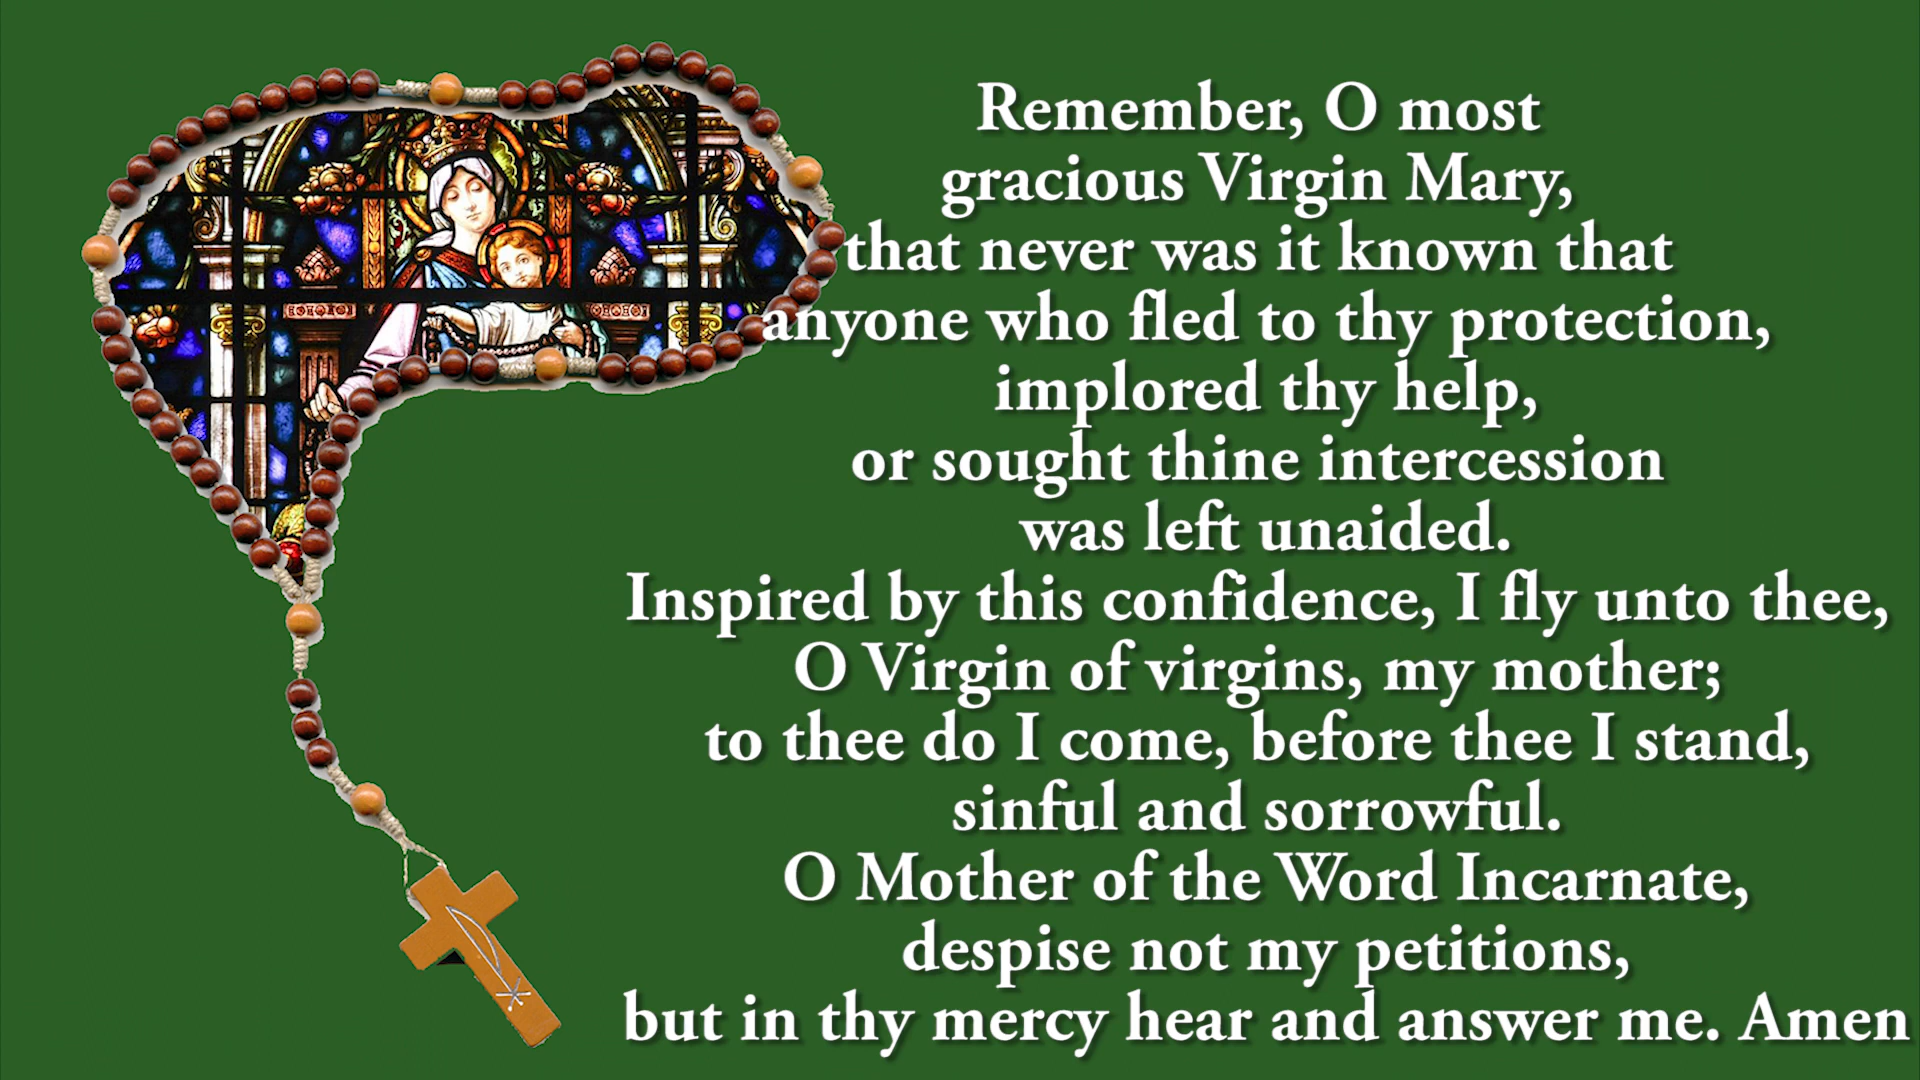 Remember, O most
gracious Virgin Mary,
that never was it known that
anyone who fled to thy protection,
implored thy help,
or sought thine intercession
was left unaided.
Inspired by this confidence, I fly unto thee,
O Virgin of virgins, my mother;
to thee do I come, before thee I stand,
sinful and sorrowful.
O Mother of the Word Incarnate,
despise not my petitions,
but in thy mercy hear and answer me. Amen